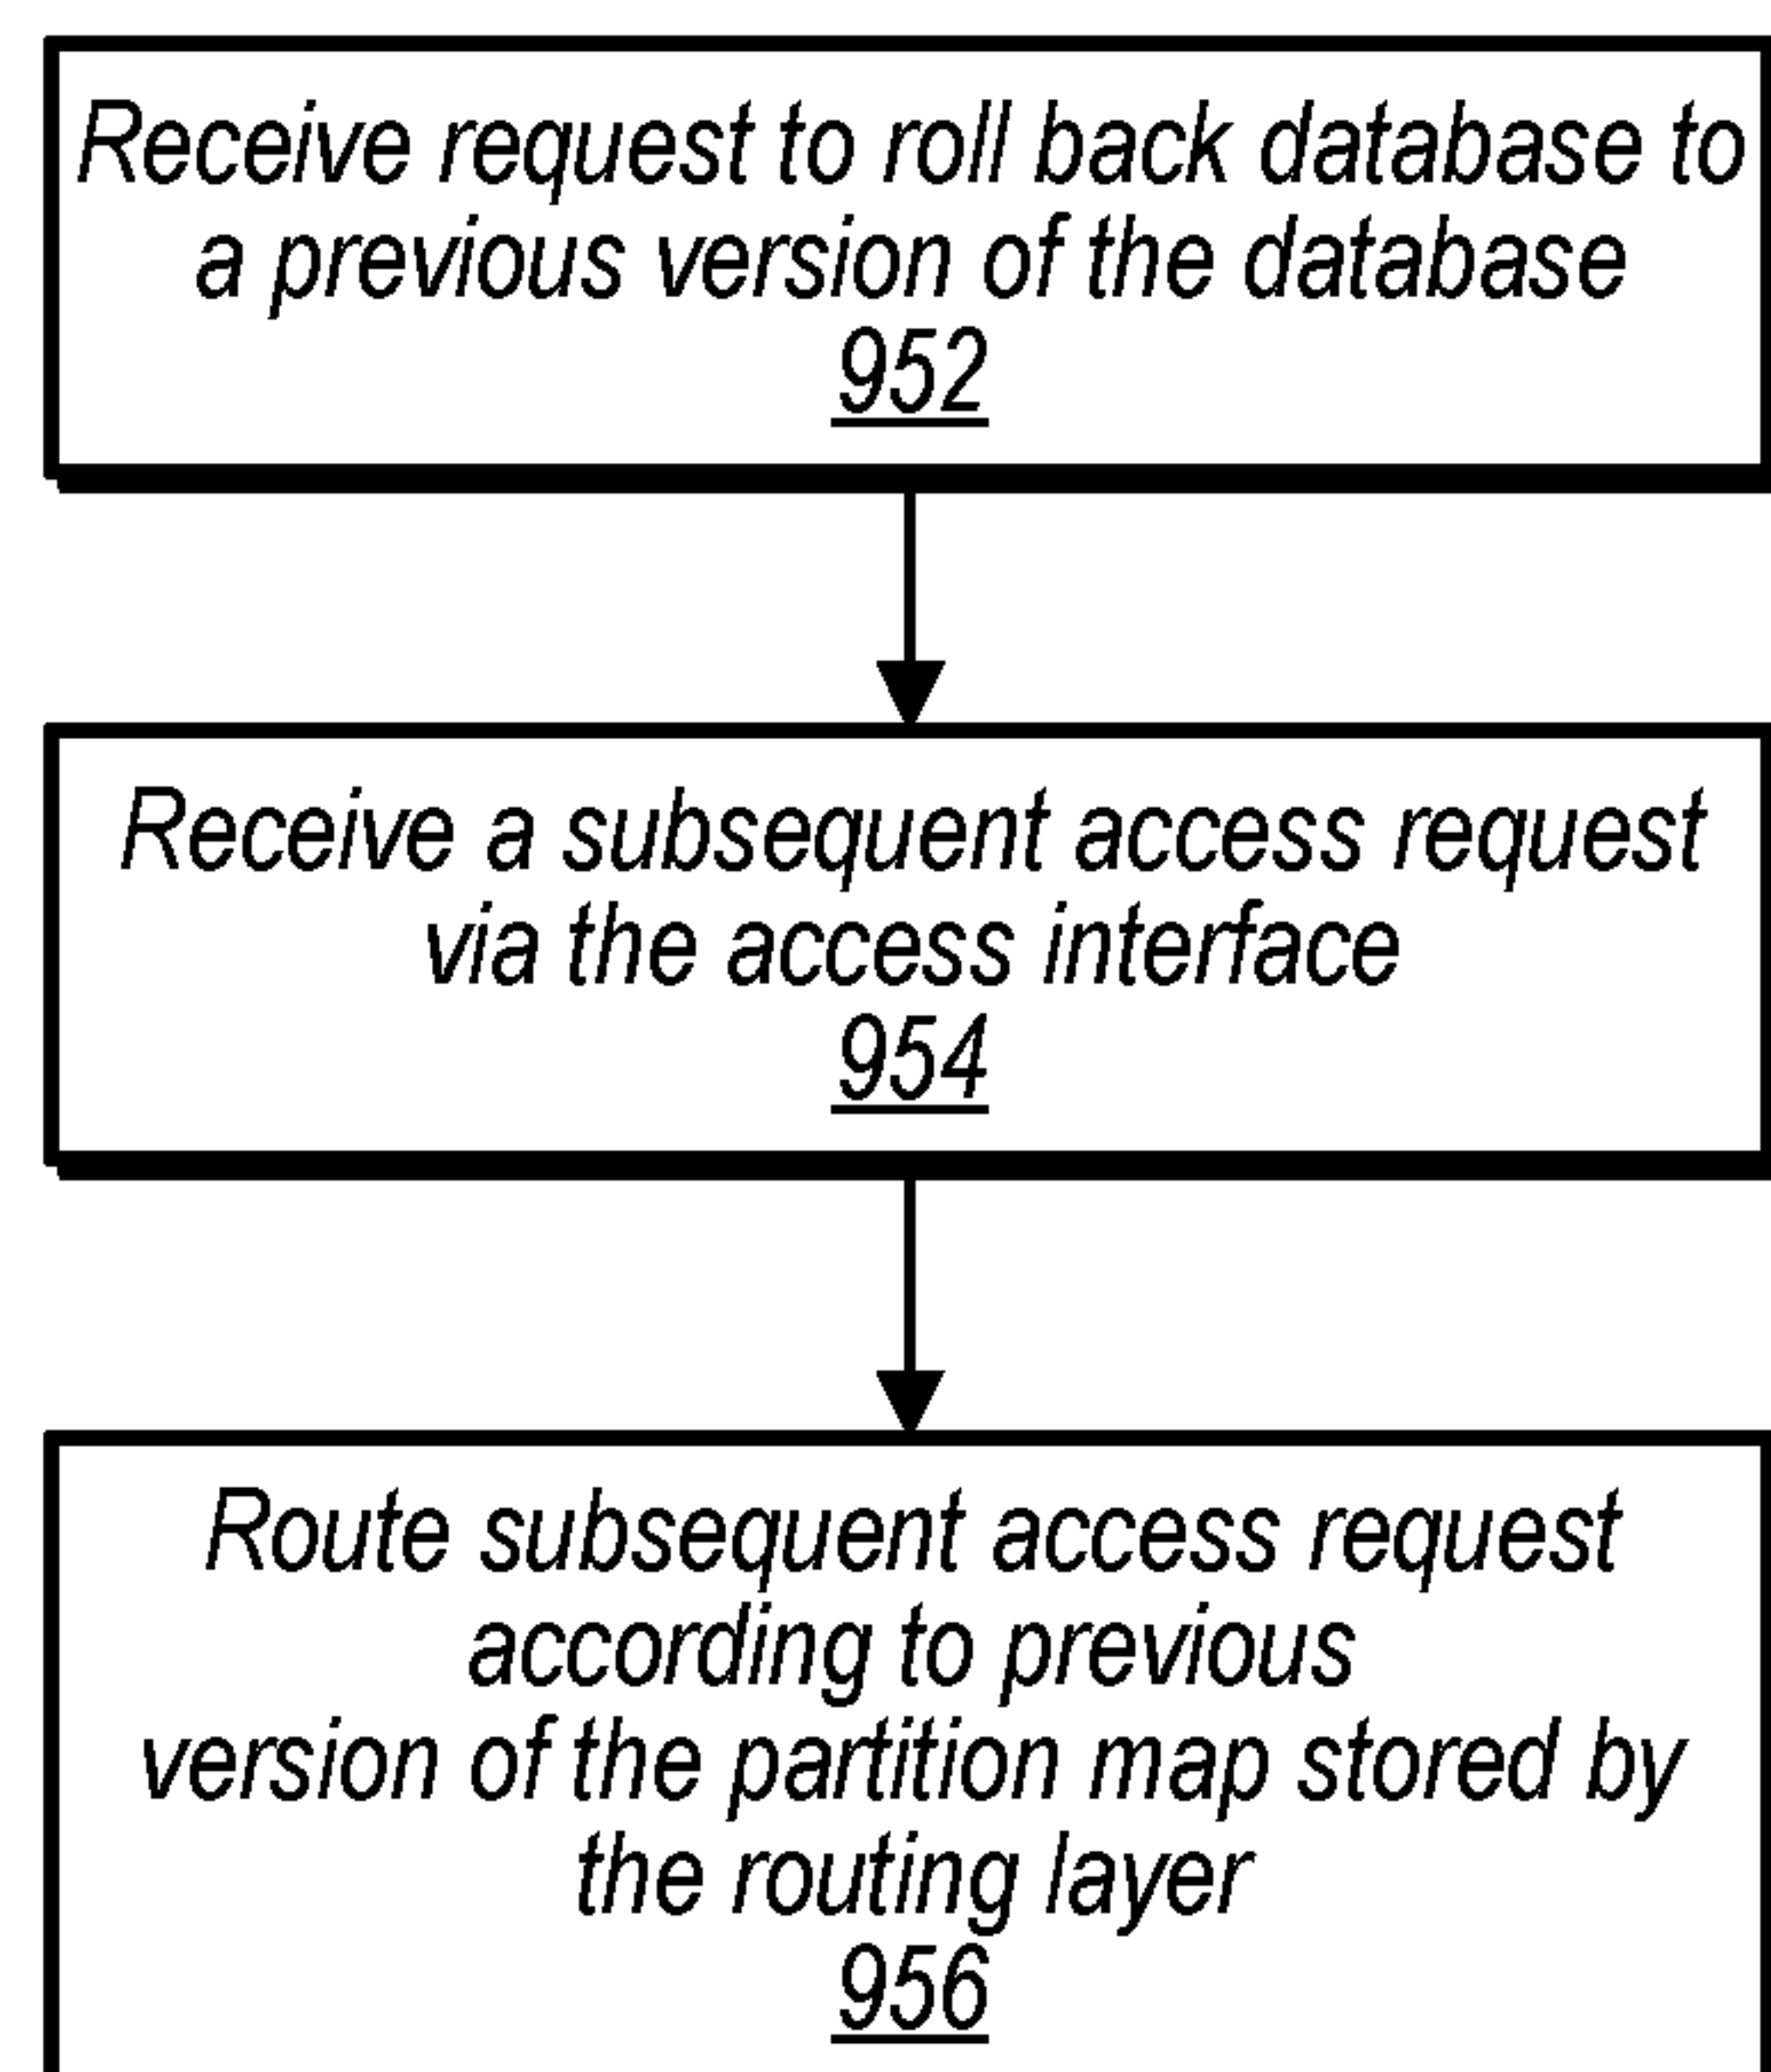 Receive request to roll back database to
a previous version of the database
952
Receive a subsequent access request
via the access interface
954
Route subsequent access request
according to previous
version of the partition map stored by
the routing layer
956